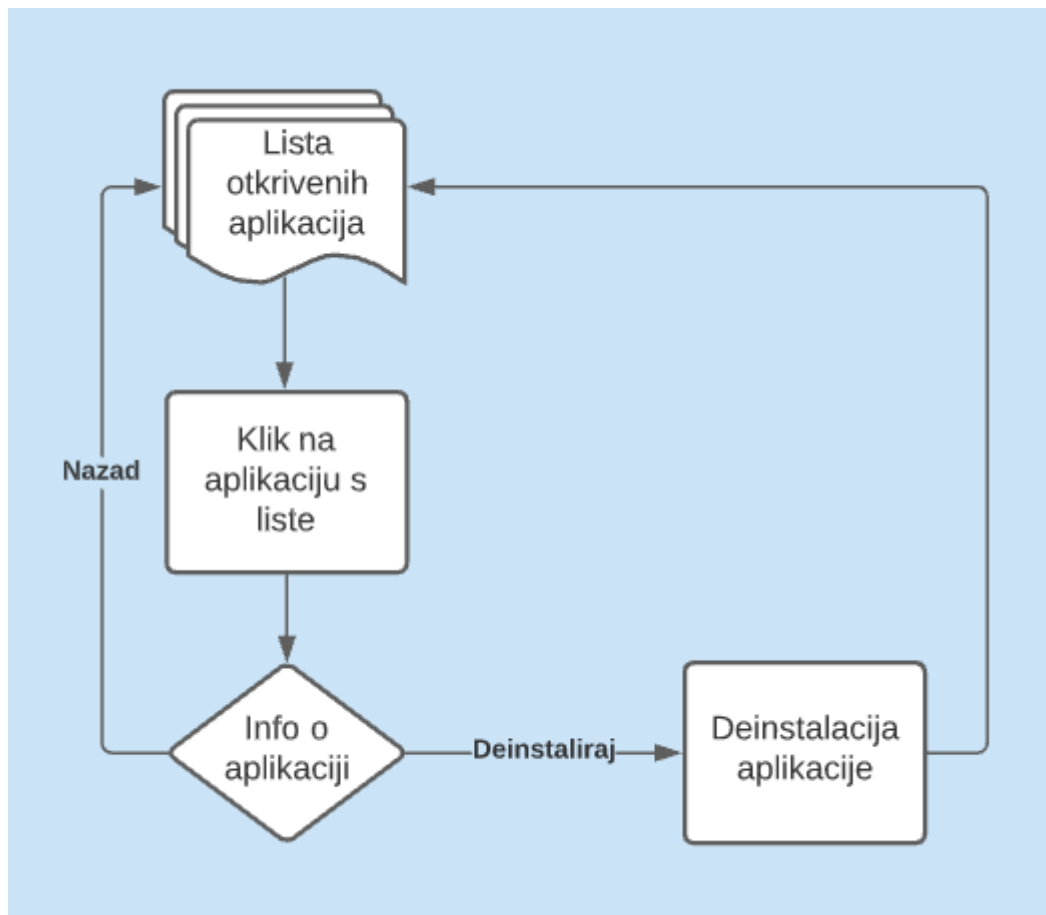 Lista
otkrivenih
aplikacija
Klik na
aplikaciju s
liste
Nazad
Info o
aplikaciji
Deinstaliraj
Deinstalacija
aplikacije